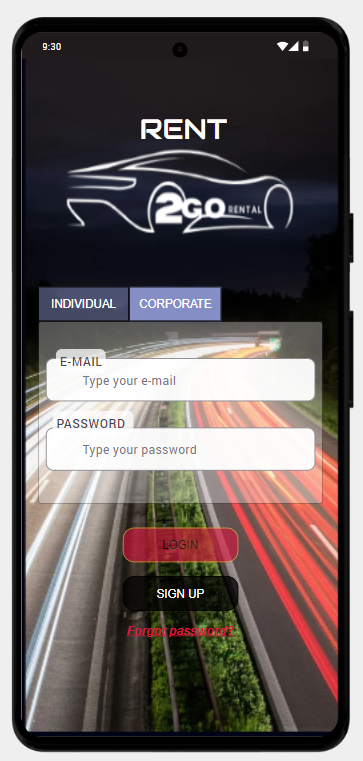 9:30
RENT
2GO RENTAL
INDIVIDUAL CORPORATE
E-MAIL
Type your e-mail
PASSWORD
Type your password
LOGIN
SIGN UP
Forgot password?